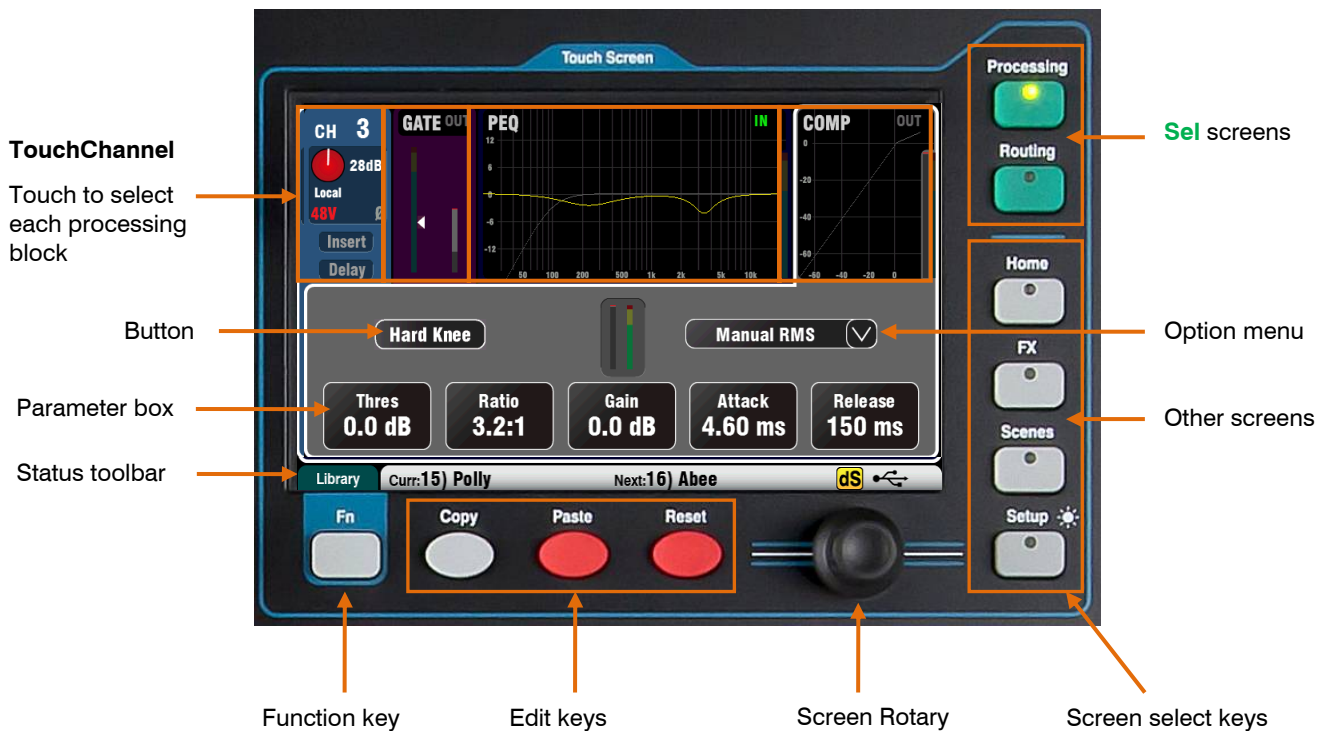 Touch Screen
Processing
Routing
Sel screens
TouchChannel
Touch to select
each processing
block
CH 3
28dB
Local
48V Ø
Insert
Delay
GATE OUT
PEQ IN
12
6
0
-6
-12
50 100 200 500 1k 2k 5k 10k
COMP OUT
0
-20
-40
-60
-60 -40 -20 0
Home
FX
Scenes
Setup
Button
Hard Knee
Manual RMS
Option menu
Parameter box
Thres
0.0 dB
Ratio
3.2:1
Gain
0.0 dB
Attack
4.60 ms
Release
150 ms
Other screens
Status toolbar
Library
Curr:15) Polly
Next:16) Abee
dS
Fn
Copy
Paste
Reset
Function key
Edit keys
Screen Rotary
Screen select keys